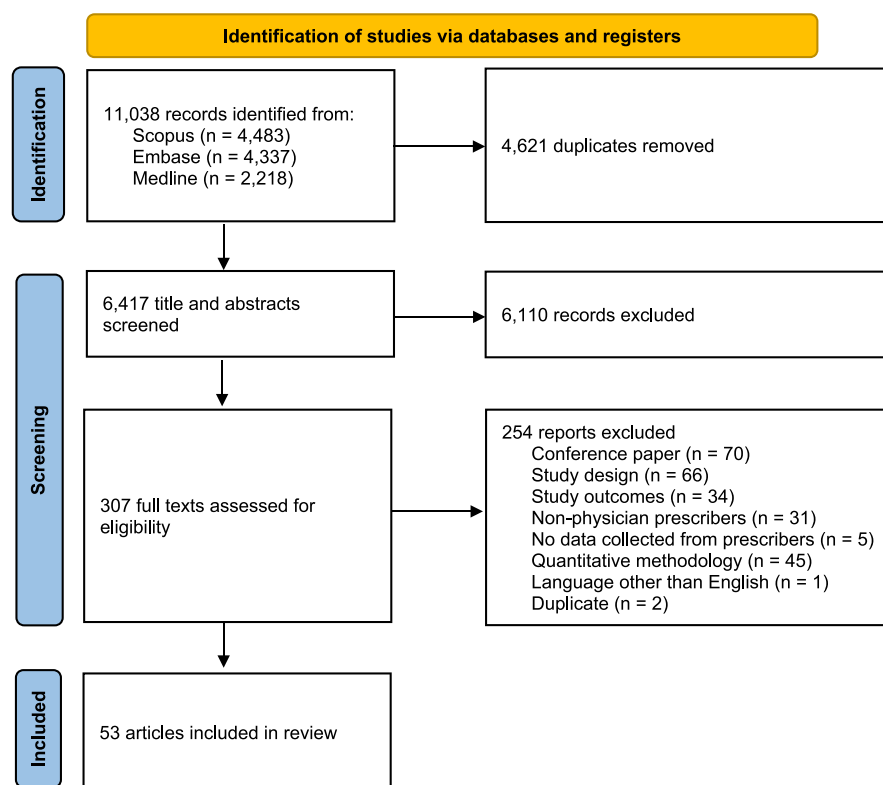 Identification of studies via databases and registers
Identification
11,038 records identified from:
Scopus (n = 4,483)
Embase (n = 4,337)
Medline (n = 2,218)
4,621 duplicates removed
Screening
6,417 title and abstracts
screened
6,110 records excluded
307 full texts assessed for
eligibility
254 reports excluded
Conference paper (n = 70)
Study design (n = 66)
Study outcomes (n = 34)
Non-physician prescribers (n = 31)
No data collected from prescribers (n = 5)
Quantitative methodology (n = 45)
Language other than English (n = 1)
Duplicate (n = 2)
Included
53 articles included in review